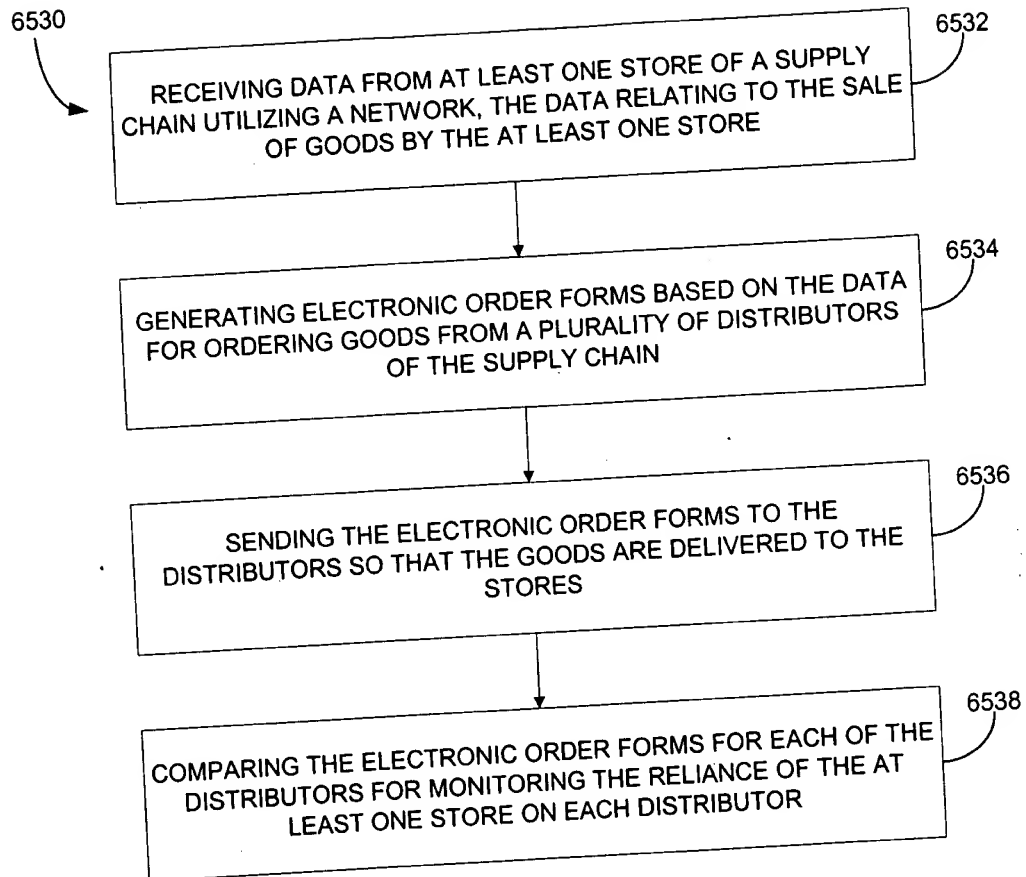 6530
6532
RECEIVING DATA FROM AT LEAST ONE STORE OF A SUPPLY
CHAIN UTILIZING A NETWORK, THE DATA RELATING TO THE SALE
OF GOODS BY THE AT LEAST ONE STORE
6534
GENERATING ELECTRONIC ORDER FORMS BASED ON THE DATA
FOR ORDERING GOODS FROM A PLURALITY OF DISTRIBUTORS
OF THE SUPPLY CHAIN
6536
SENDING THE ELECTRONIC ORDER FORMS TO THE
DISTRIBUTORS SO THAT THE GOODS ARE DELIVERED TO THE
STORES
6538
COMPARING THE ELECTRONIC ORDER FORMS FOR EACH OF THE
DISTRIBUTORS FOR MONITORING THE RELIANCE OF THE AT
LEAST ONE STORE ON EACH DISTRIBUTOR